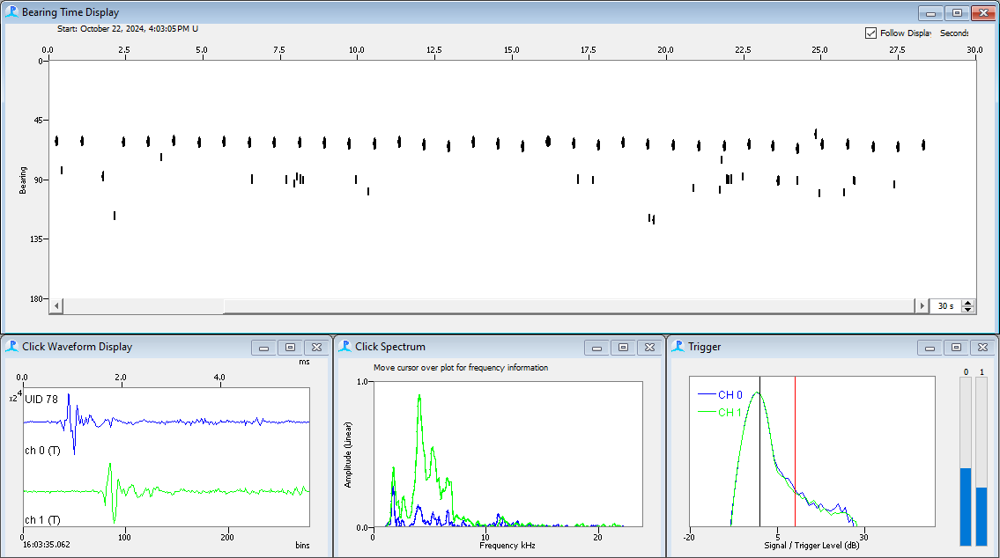 Bearing Time Display
Start: October 22, 2024, 4:03:05 PM U
Follow Display Seconds
0.0 2.5 5.0 7.5 10.0 12.5 15.0 17.5 20.0 22.5 25.0 27.5 30.0
0
45
90
Bearing
135
180
30 s
Click Waveform Display
ms
0.0 2.0 4.0
x2^4
UID 78
ch 0 (T)
ch 1 (T)
0 100 200
16:03:35.062 bins
Click Spectrum
Move cursor over plot for frequency information
1.0
Amplitude (Linear)
0.0
0 10 20
Frequency kHz
Trigger
0 1
CH 0
CH 1
-20 5 30
Signal / Trigger Level (dB)